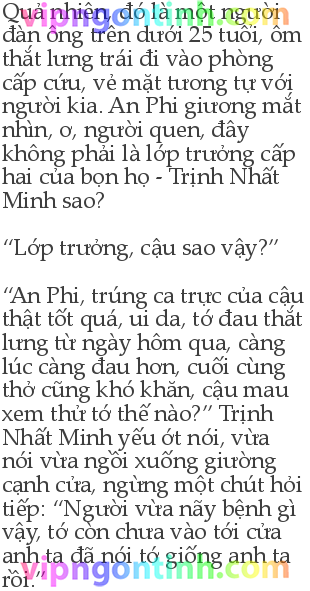 Quả nhiên, đó là một người
đàn ông trên dưới 25 tuổi, ôm
thắt lưng trái đi vào phòng
cấp cứu, vẻ mặt tương tự với
người kia. An Phi giương mắt
nhìn, ơ, người quen, đây
không phải là lớp trưởng cấp
hai của bọn họ - Trịnh Nhất
Minh sao?
“Lớp trưởng, cậu sao vậy?”
“An Phi, trúng ca trực của cậu
thật tốt quá, ui da, tớ đau thắt
lưng từ ngày hôm qua, càng
lúc càng đau hơn, cuối cùng
thở cũng khó khăn, cậu mau
xem thử tớ thế nào?” Trịnh
Nhất Minh yếu ớt nói, vừa
nói vừa ngồi xuống giường
cạnh cửa, ngừng một chút hỏi
tiếp: “Người vừa nãy bệnh gì
vậy, tớ còn chưa vào tới cửa
anh ta đã nói tớ giống anh ta
rồi.”
vipngontinh.com
vipngontinh.com